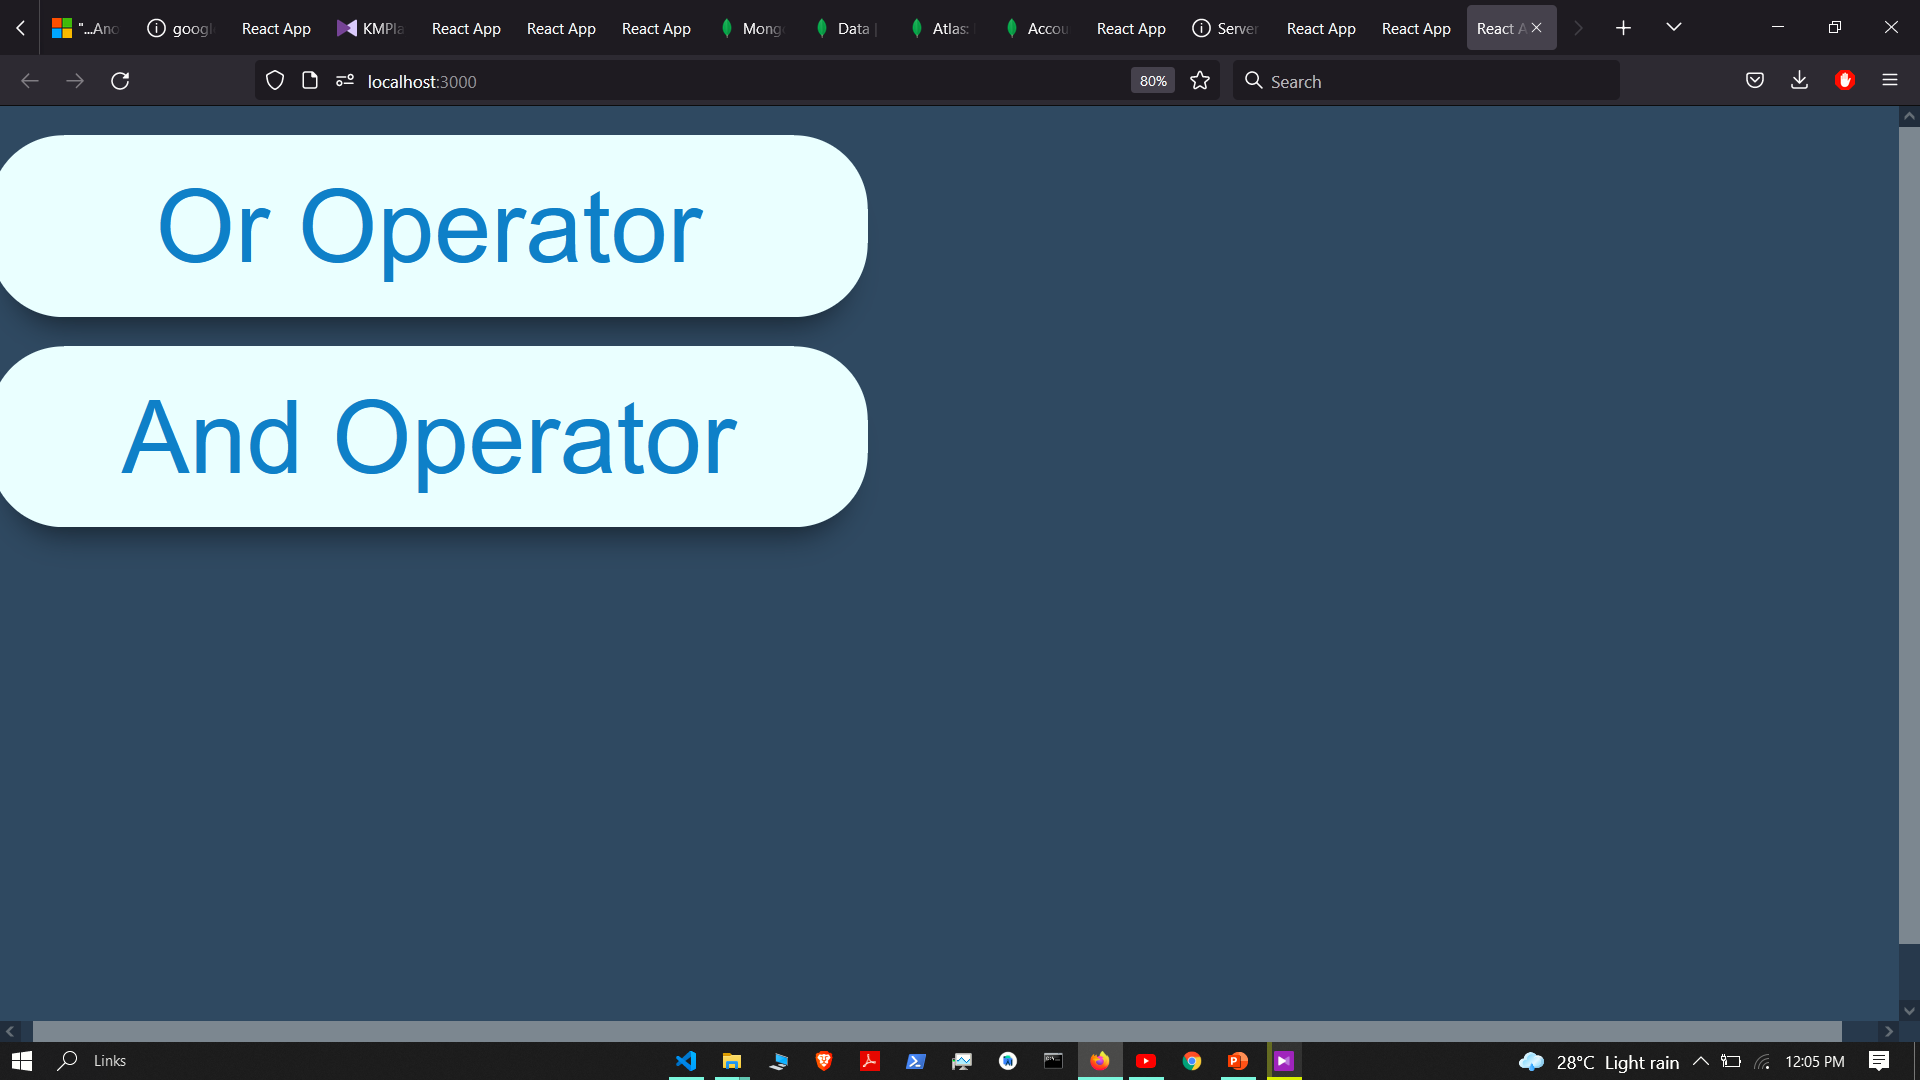 "...Ano
googl
React App
KMPla
React App
React App
React App
Mong
Data |
Atlas:
Accou
React App
Server
React App
React App
React A
localhost:3000
80%
Search
Or Operator
And Operator
Links
28°C Light rain
12:05 PM